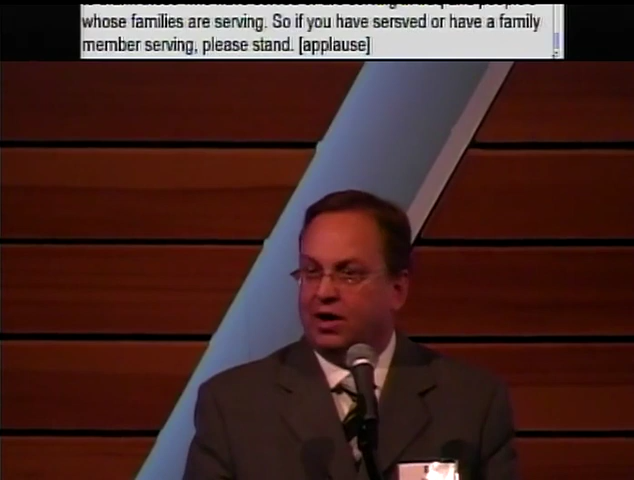 whose families are serving. So if you have sersved or have a family
member serving, please stand. [applause]